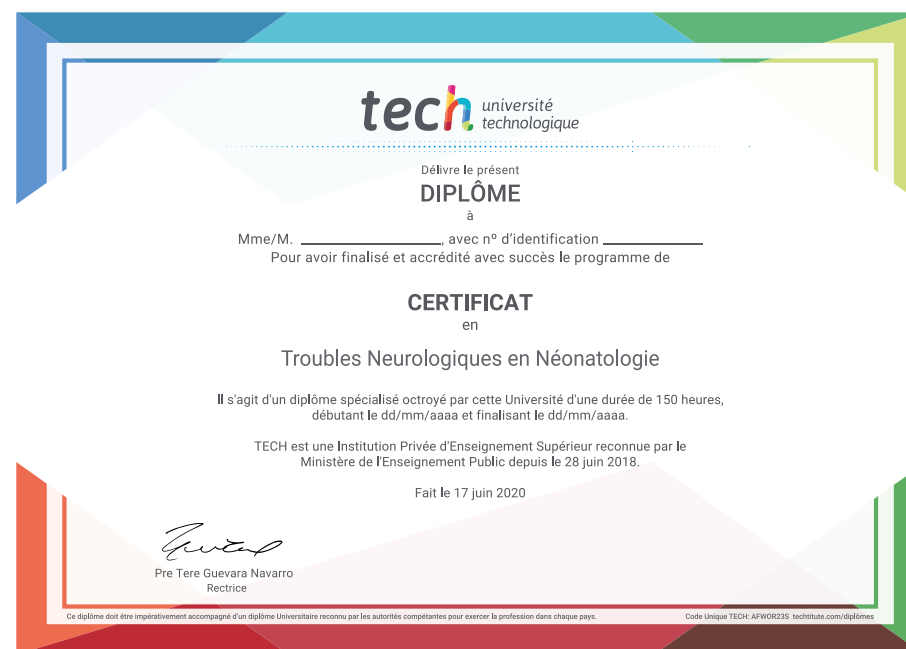 tech université
technologique
Délivre le présent
DIPLÔME
à
Mme/M. ____________________, avec nº d'identification ______________
Pour avoir finalisé et accrédité avec succès le programme de
CERTIFICAT
en
Troubles Neurologiques en Néonatologie
Il s'agit d'un diplôme spécialisé octroyé par cette Université d'une durée de 150 heures,
débutant le dd/mm/aaaa et finalisant le dd/mm/aaaa.
TECH est une Institution Privée d'Enseignement Supérieur reconnue par le
Ministère de l'Enseignement Public depuis le 28 juin 2018.
Fait le 17 juin 2020
Pre Tere Guevara Navarro
Rectrice
Ce diplôme doit être impérativement accompagné d'un diplôme Universitaire reconnu par les autorités compétantes pour exercer la profession dans chaque pays.
Code Unique TECH: AFWOR23S techtitute.com/diplômes